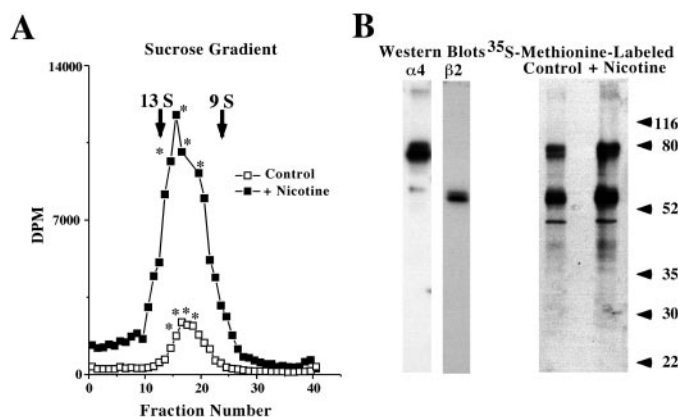 A
Sucrose Gradient
14000
7000
0
DPM
13 S
9 S
*
*
*
*
* * *
*
Control
+ Nicotine
0 10 20 30 40
Fraction Number
B
Western Blots
α4 β2
35S-Methionine-Labeled
Control + Nicotine
116
80
52
35
30
22